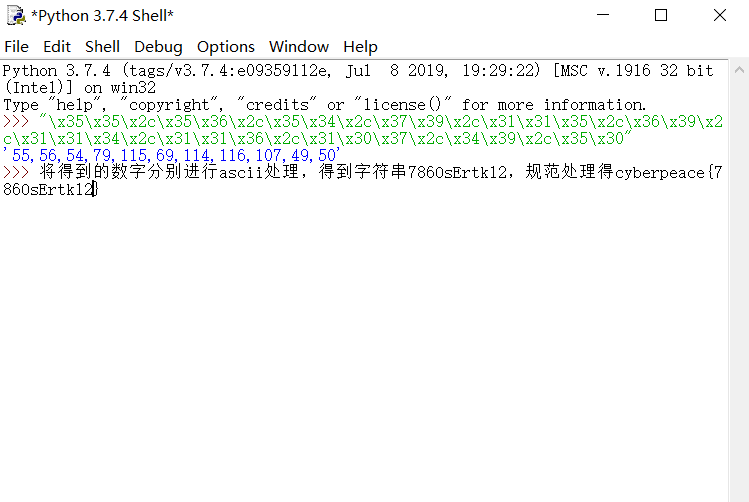 *Python 3.7.4 Shell*
File Edit Shell Debug Options Window Help
Python 3.7.4 (tags/v3.7.4:e09359112e, Jul  8 2019, 19:29:22) [MSC v.1916 32 bit
(Intel)] on win32
Type "help", "copyright", "credits" or "license()" for more information.
>>> "\x35\x35\x2c\x35\x36\x2c\x35\x34\x2c\x37\x39\x2c\x31\x31\x35\x2c\x36\x39\x2
c\x31\x31\x34\x2c\x31\x31\x36\x2c\x31\x30\x37\x2c\x34\x39\x2c\x35\x30"
'55,56,54,79,115,69,114,116,107,49,50'
>>> 将得到的数字分别进行ascii处理，得到字符串786OsErtk12，规范处理得cyberpeace{7
86OsErtk12}